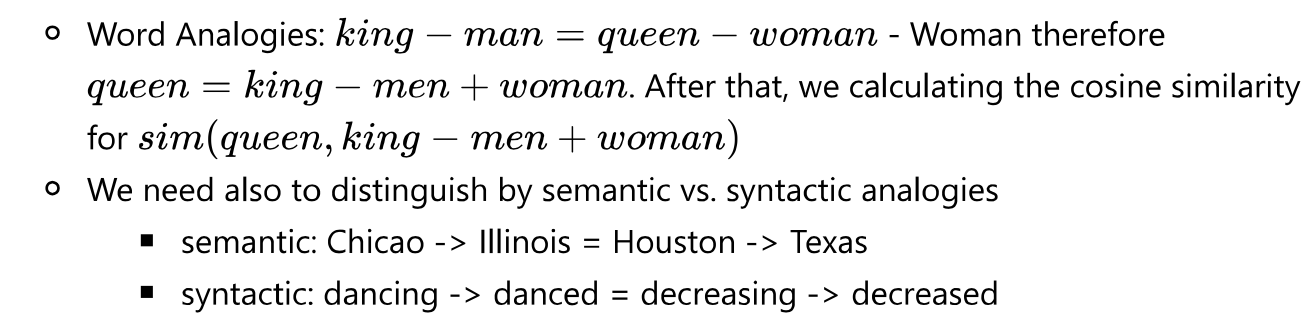 Word Analogies: king − man = queen − woman - Woman therefore
queen = king − men + woman. After that, we calculating the cosine similarity
for sim(queen, king − men + woman)
We need also to distinguish by semantic vs. syntactic analogies
semantic: Chicao -> Illinois = Houston -> Texas
syntactic: dancing -> danced = decreasing -> decreased